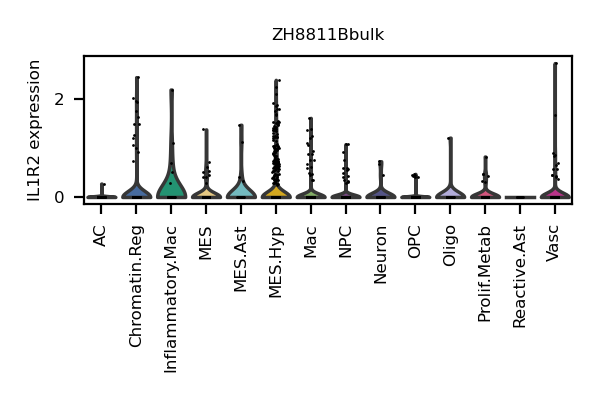 ZH8811Bbulk
IL1R2 expression
2
0
AC
Chromatin.Reg
Inflammatory.Mac
MES
MES.Ast
MES.Hyp
Mac
NPC
Neuron
OPC
Oligo
Prolif.Metab
Reactive.Ast
Vasc